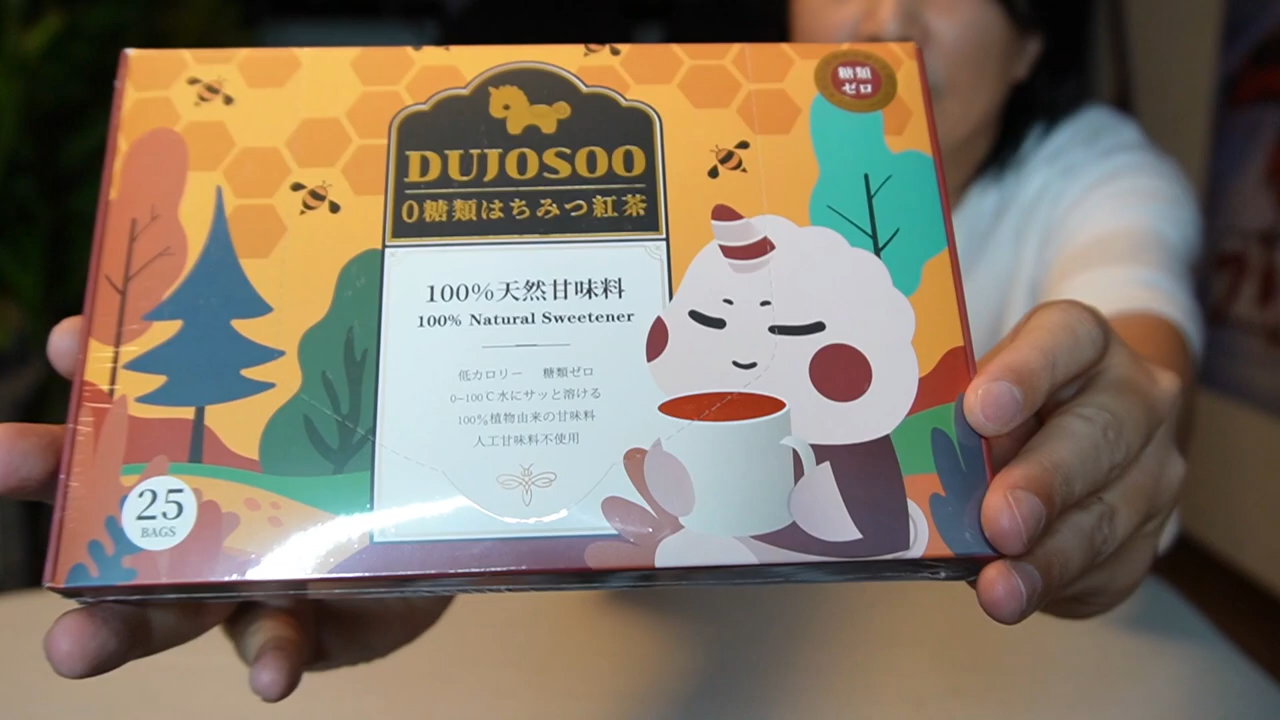 糖類
ゼロ
DUJOSOO
0糖類はちみつ紅茶
100%天然甘味料
100% Natural Sweetener
低カロリー 糖類ゼロ
0–100℃水にサッと溶ける
100%植物由来の甘味料
人工甘味料不使用
25
BAGS